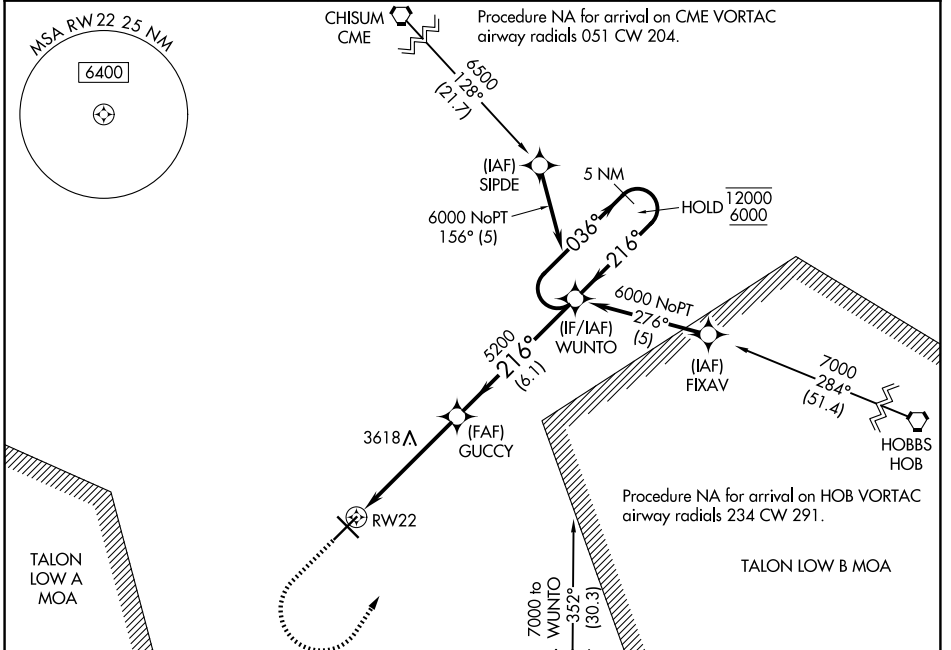 MSA RW 22 25 NM
6400
CHISUM
CME
Procedure NA for arrival on CME VORTAC
airway radials 051 CW 204.
6500
128°
(21.7)
(IAF)
SIPDE
5 NM
HOLD
12000
6000
6000 NoPT
156° (5)
036°
216°
6000 NoPT
276°
(5)
(IF/IAF)
WUNTO
(IAF)
FIXAV
7000
284°
(51.4)
HOBBS
HOB
5200
216°
(6.1)
3618
(FAF)
GUCCY
Procedure NA for arrival on HOB VORTAC
airway radials 234 CW 291.
RW22
TALON
LOW A
MOA
TALON LOW B MOA
7000 to
WUNTO
352°
(30.3)